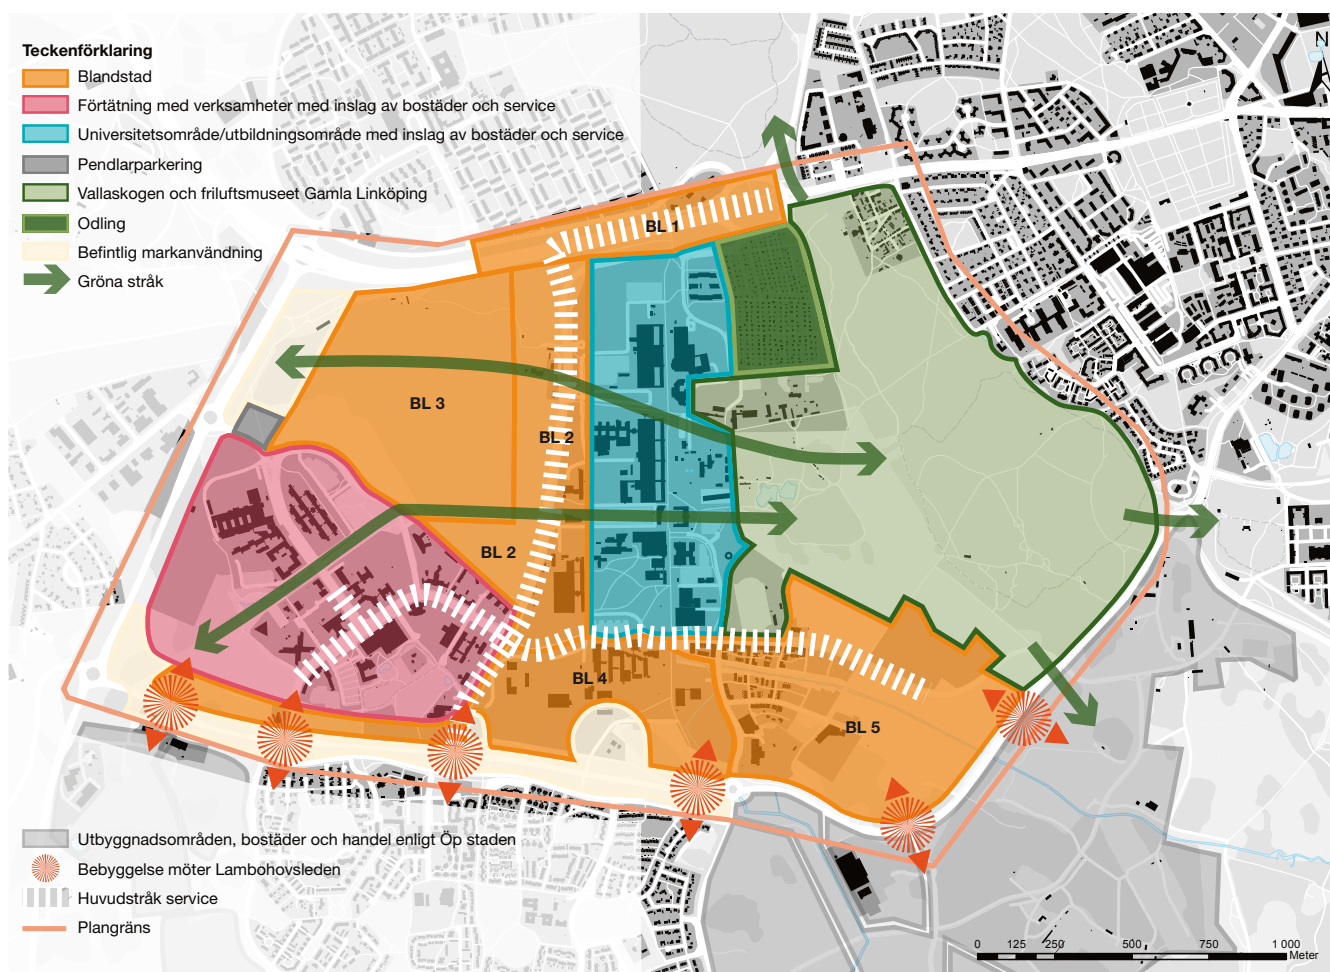 Teckenförklaring
Blandstad
Förtätning med verksamheter med inslag av bostäder och service
Universitetsområde/utbildningsområde med inslag av bostäder och service
Pendlarparkering
Vallaskogen och friluftsmuseet Gamla Linköping
Odling
Befintlig markanvändning
Gröna stråk
N
BL 1
BL 3
BL 2
BL 2
BL 4
BL 5
Utbyggnadsområden, bostäder och handel enligt Öp staden
Bebyggelse möter Lambohovsleden
Huvudstråk service
Plangräns
0 125 250 500 750 1 000
Meter